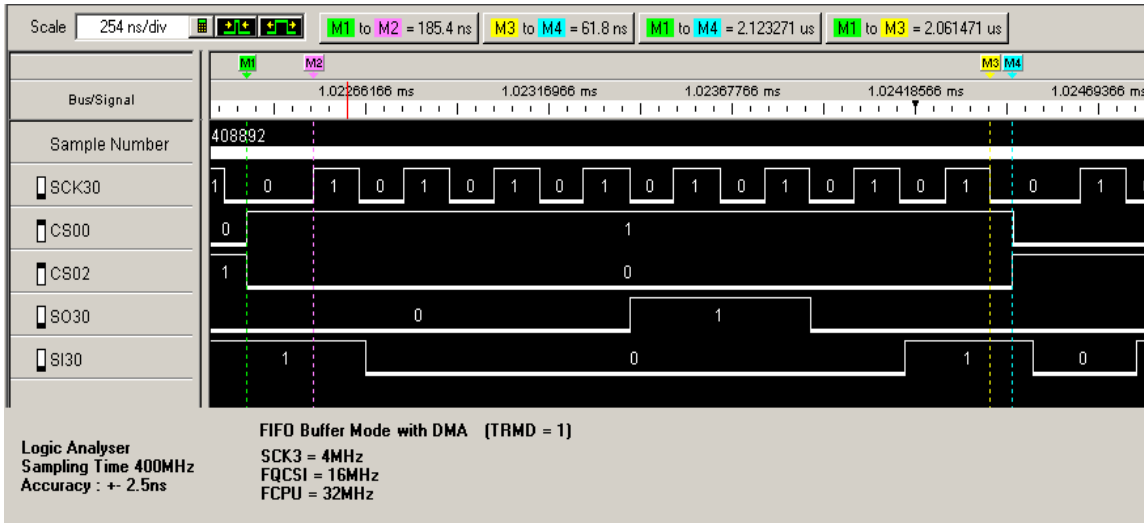 Scale 254 ns/div M1 to M2 = 185.4 ns M3 to M4 = 61.8 ns M1 to M4 = 2.123271 us M1 to M3 = 2.061471 us
M1 M2 M3 M4
Bus/Signal 1.02266166 ms 1.02316966 ms 1.02367766 ms 1.02418566 ms 1.02469366 ms
Sample Number 408892
SCK30 1 0 1 0 1 0 1 0 1 0 1 0 1 0 1 0 1 0 1
CS00 0 1
CS02 1 0
SO30 0 1
SI30 1 0 1 0
Logic Analyser
Sampling Time 400MHz
Accuracy : +- 2.5ns
FIFO Buffer Mode with DMA (TRMD = 1)
SCK3 = 4MHz
FQCSI = 16MHz
FCPU = 32MHz